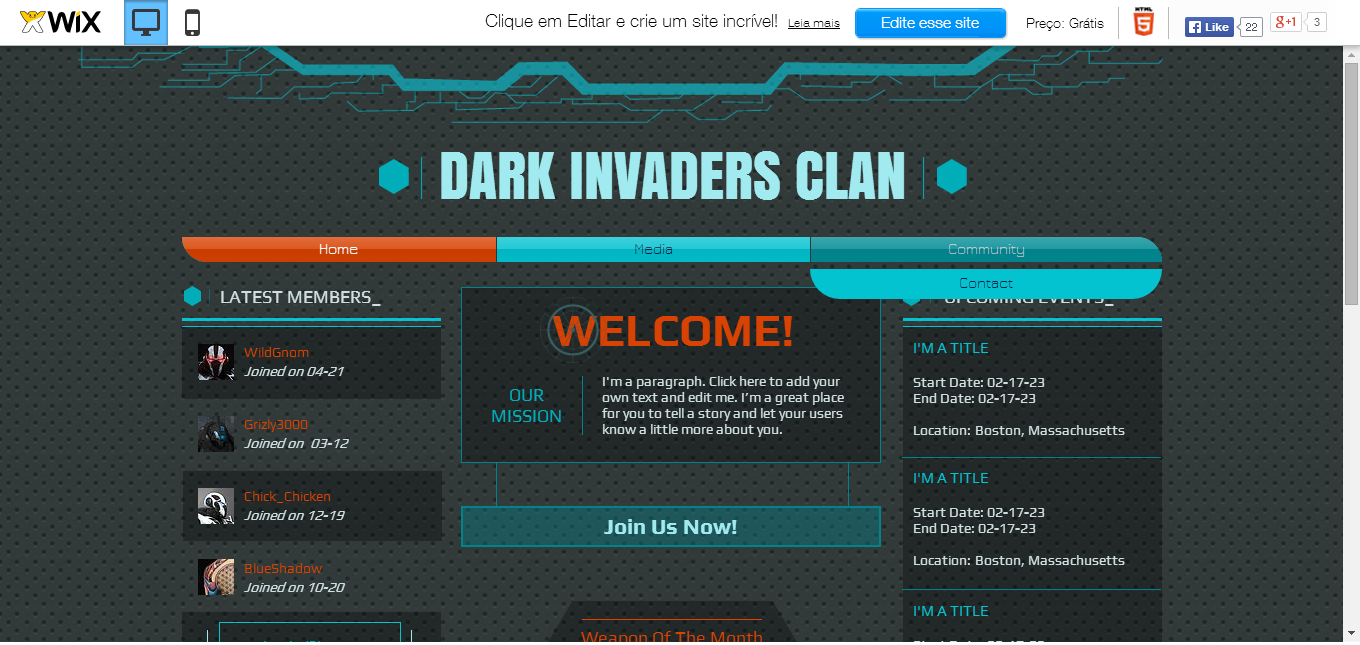 WiX
Clique em Editar e crie um site incrível! Leia mais
Edite esse site
Preço: Grátis
HTML
5
Like 22
g+1 3
DARK INVADERS CLAN
Home
Media
Community
Contact
LATEST MEMBERS_
WildGnom
Joined on 04-21
Grizly3000
Joined on 03-12
Chick_Chicken
Joined on 12-19
BlueShadow
Joined on 10-20
WELCOME!
OUR
MISSION
I'm a paragraph. Click here to add your
own text and edit me. I'm a great place
for you to tell a story and let your users
know a little more about you.
Join Us Now!
Weapon Of The Month
UPCOMING EVENTS_
I'M A TITLE
Start Date: 02-17-23
End Date: 02-17-23
Location: Boston, Massachusetts
I'M A TITLE
Start Date: 02-17-23
End Date: 02-17-23
Location: Boston, Massachusetts
I'M A TITLE